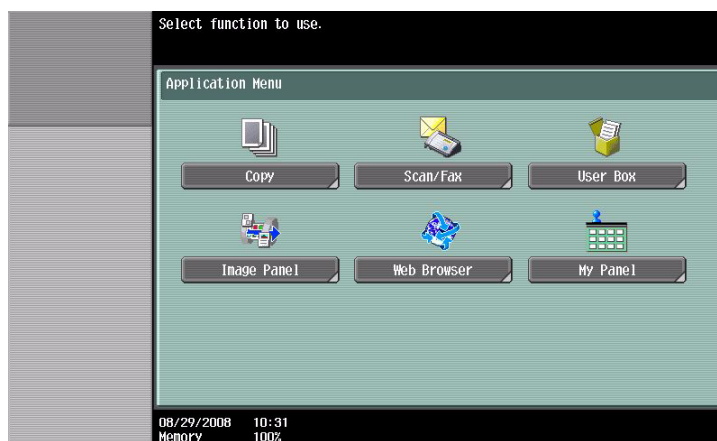 Select function to use.
Application Menu
Copy
Scan/Fax
User Box
Image Panel
Web Browser
My Panel
08/29/2008 10:31
Memory 100%